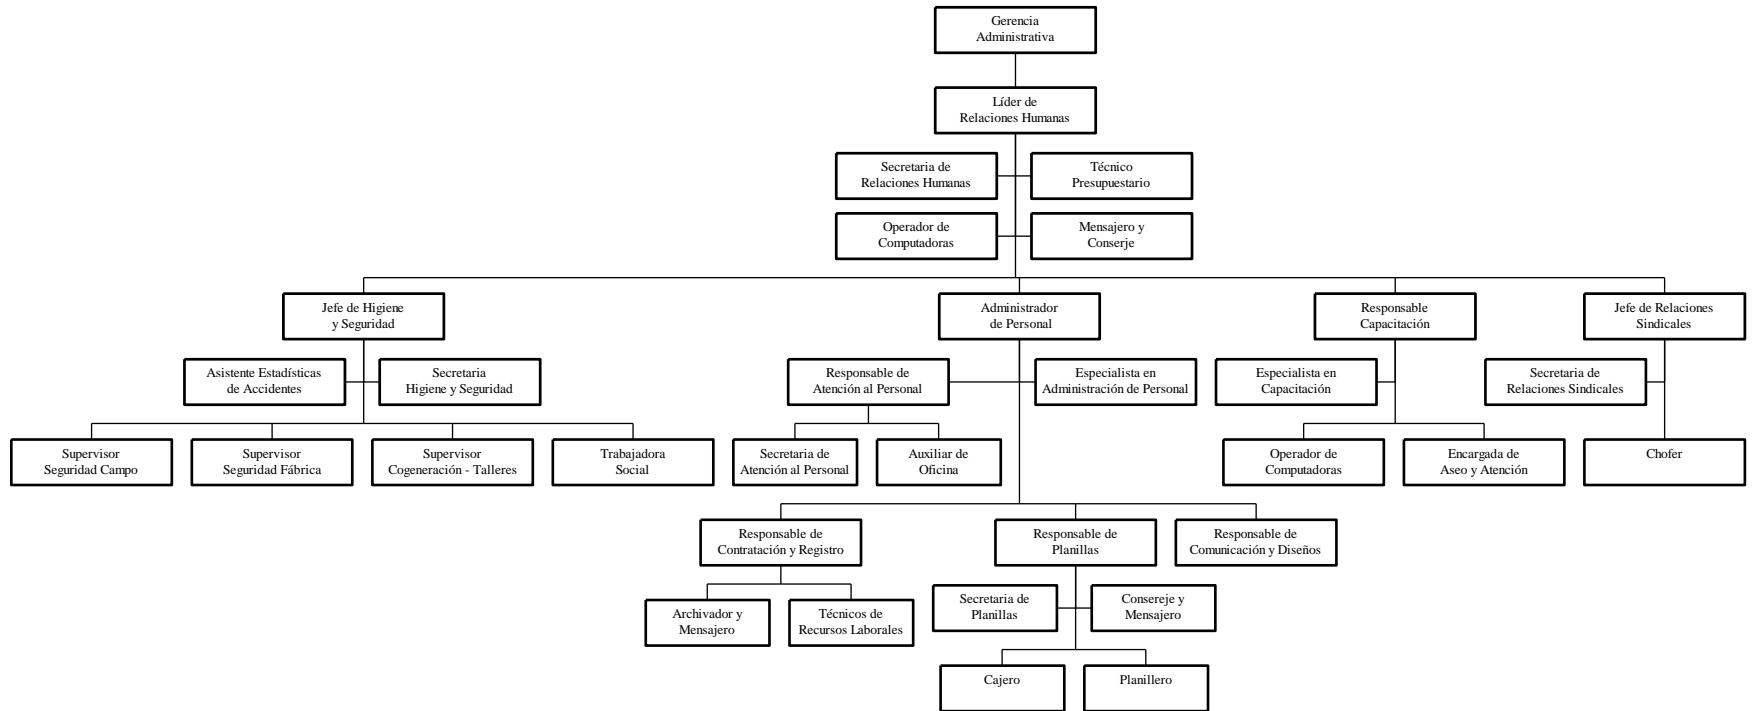 Gerencia
Administrativa
Líder de
Relaciones Humanas
Secretaria de
Relaciones Humanas
Técnico
Presupuestario
Operador de
Computadoras
Mensajero y
Conserje
Jefe de Higiene
y Seguridad
Administrador
de Personal
Responsable
Capacitación
Jefe de Relaciones
Sindicales
Asistente Estadísticas
de Accidentes
Secretaria
Higiene y Seguridad
Responsable de
Atención al Personal
Especialista en
Administración de Personal
Especialista en
Capacitación
Secretaria de
Relaciones Sindicales
Supervisor
Seguridad Campo
Supervisor
Seguridad Fábrica
Supervisor
Cogeneración - Talleres
Trabajadora
Social
Secretaria de
Atención al Personal
Auxiliar de
Oficina
Operador de
Computadoras
Encargada de
Aseo y Atención
Chofer
Responsable de
Contratación y Registro
Responsable de
Planillas
Responsable de
Comunicación y Diseños
Archivador y
Mensajero
Técnicos de
Recursos Laborales
Secretaria de
Planillas
Consereje y
Mensajero
Cajero
Planillero